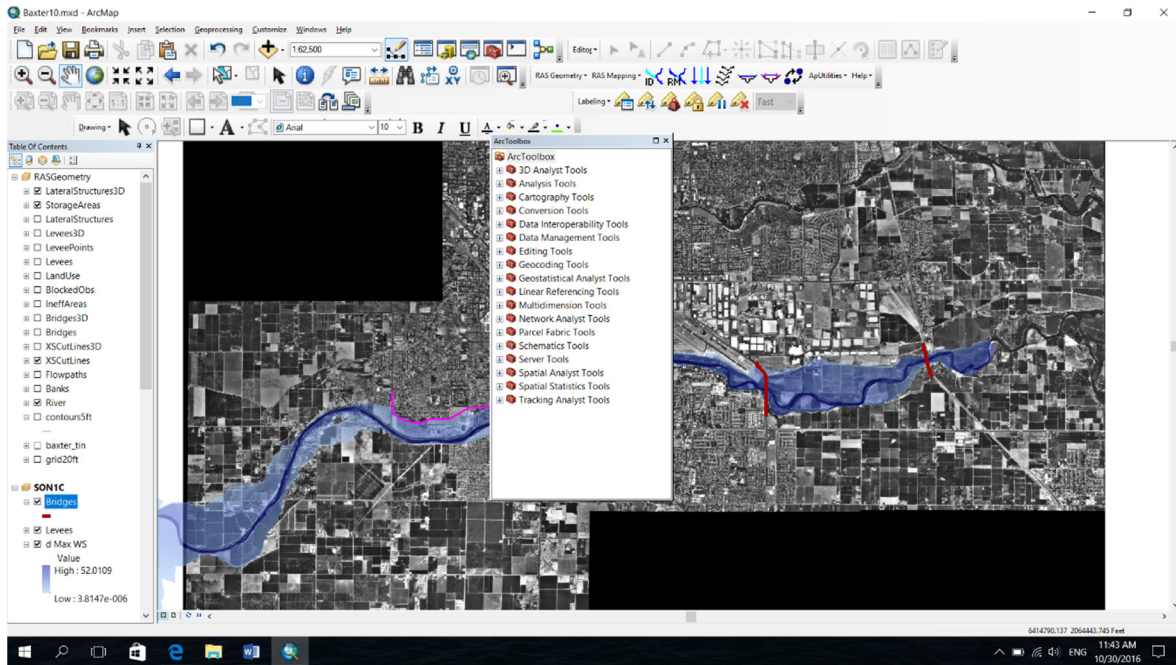 Baxter10.mxd - ArcMap
File Edit View Bookmarks Insert Selection Geoprocessing Customize Windows Help
1:62,500 Editor
RAS Geometry RAS Mapping ID RM ApUtilities Help
Labeling Fast
Drawing A Arial 10 B I U A
Table Of Contents
RASGeometry
LateralStructures3D
StorageAreas
LateralStructures
Levees3D
LeveePoints
Levees
LandUse
BlockedObs
IneffAreas
Bridges3D
Bridges
XSCutLines3D
XSCutLines
Flowpaths
Banks
River
contours5ft
baxter_tin
grid20ft
SON1C
Bridges
Levees
d Max WS
Value
High : 52.0109
Low : 3.8147e-006
ArcToolbox
ArcToolbox
3D Analyst Tools
Analysis Tools
Cartography Tools
Conversion Tools
Data Interoperability Tools
Data Management Tools
Editing Tools
Geocoding Tools
Geostatistical Analyst Tools
Linear Referencing Tools
Multidimension Tools
Network Analyst Tools
Parcel Fabric Tools
Schematics Tools
Server Tools
Spatial Analyst Tools
Spatial Statistics Tools
Tracking Analyst Tools
6414790.137 2064443.745 Feet
ENG
11:43 AM
10/30/2016